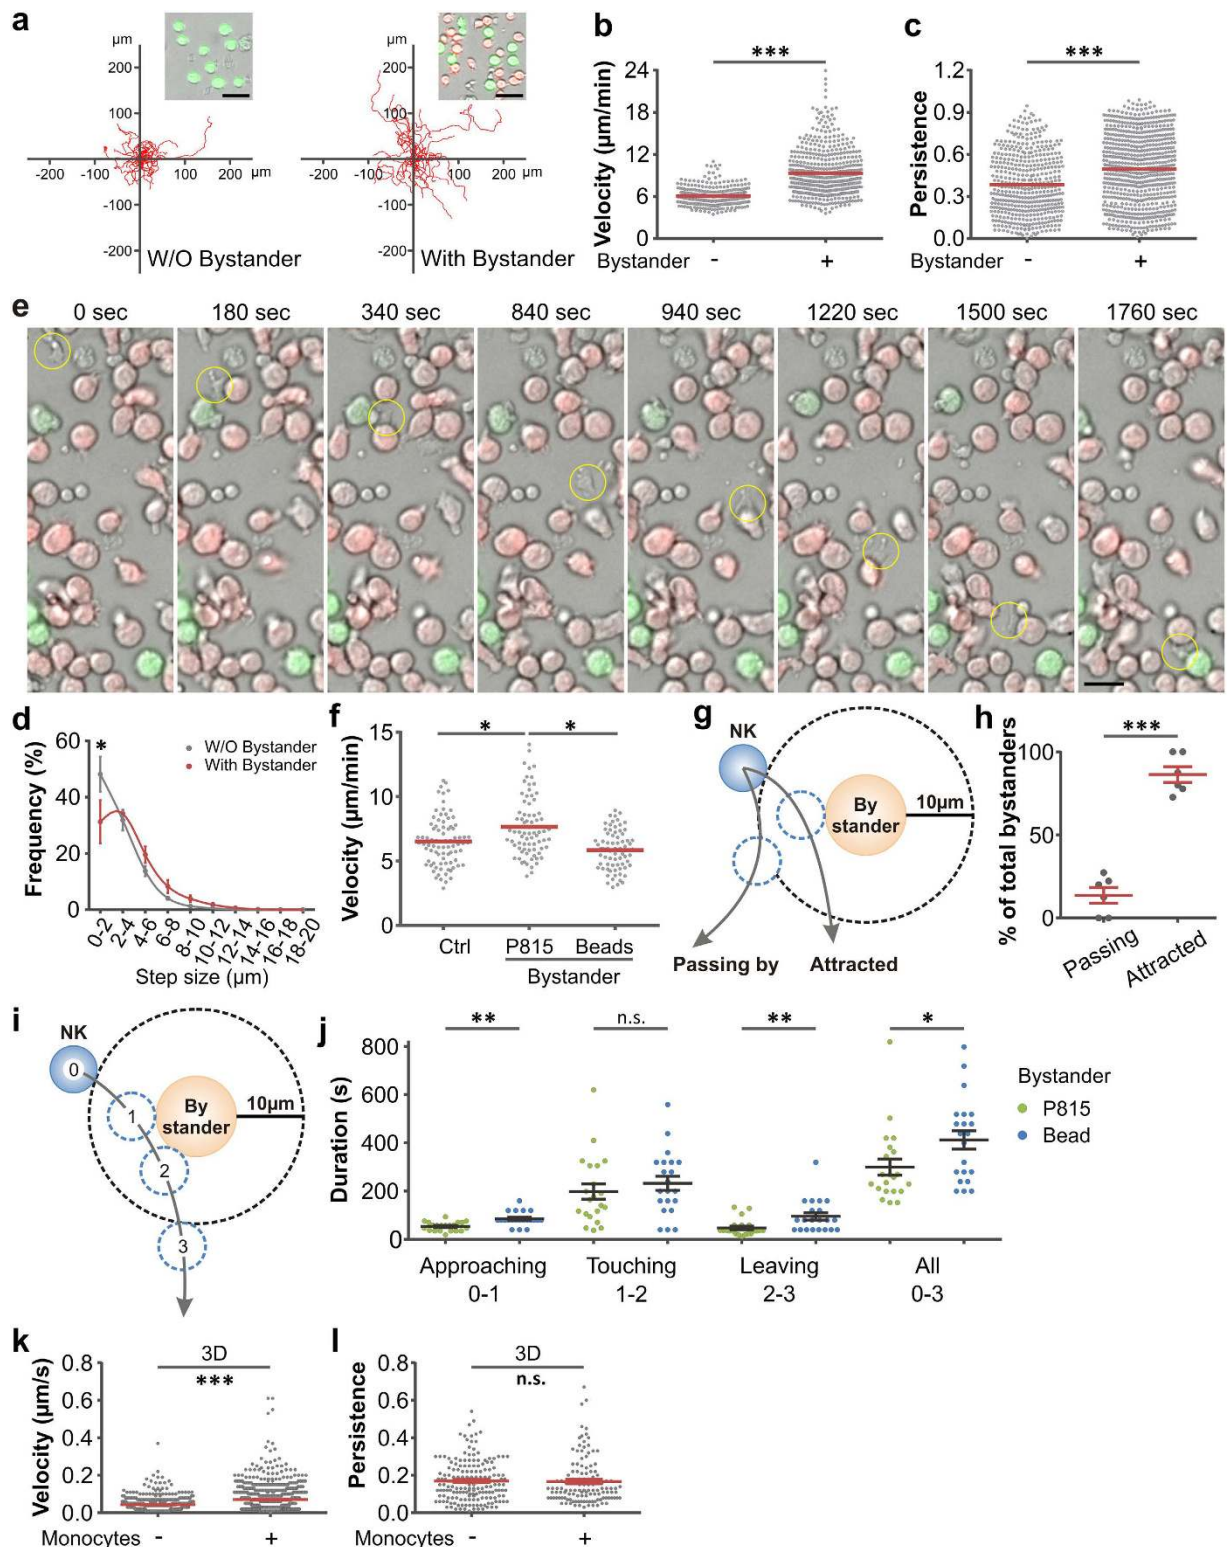 a
µm
200
100
-200
-100
100
200
µm
-100
-200
W/O Bystander
µm
200
100
-200
-100
100
200
µm
-100
-200
With Bystander
b
***
Velocity (µm/min)
24
18
12
6
0
Bystander
-
+
c
***
Persistence
1.2
0.9
0.6
0.3
0.0
Bystander
-
+
e
0 sec
180 sec
340 sec
840 sec
940 sec
1220 sec
1500 sec
1760 sec
d
Frequency (%)
60
40
20
0
*
W/O Bystander
With Bystander
0-2
2-4
4-6
6-8
8-10
10-12
12-14
14-16
16-18
18-20
Step size (µm)
f
Velocity (µm/min)
15
10
5
0
*
*
Ctrl
P815
Beads
Bystander
g
NK
By
stander
10µm
Passing by
Attracted
h
***
% of total bystanders
100
50
0
Passing
Attracted
i
NK
0
1
2
3
By
stander
10µm
j
Duration (s)
800
600
400
200
0
**
n.s.
**
*
Approaching
0-1
Touching
1-2
Leaving
2-3
All
0-3
Bystander
P815
Bead
k
3D
***
Velocity (µm/s)
0.8
0.6
0.4
0.2
0.0
Monocytes
-
+
l
3D
n.s.
Persistence
0.8
0.6
0.4
0.2
0.0
Monocytes
-
+